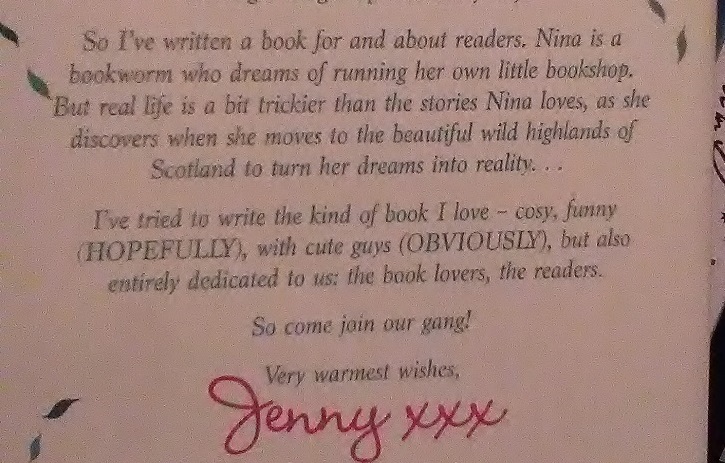 So I've written a book for and about readers. Nina is a
bookworm who dreams of running her own little bookshop.
But real life is a bit trickier than the stories Nina loves, as she
discovers when she moves to the beautiful wild highlands of
Scotland to turn her dreams into reality. . .
I've tried to write the kind of book I love – cosy, funny
(HOPEFULLY), with cute guys (OBVIOUSLY), but also
entirely dedicated to us: the book lovers, the readers.
So come join our gang!
Very warmest wishes,
Jenny xxx